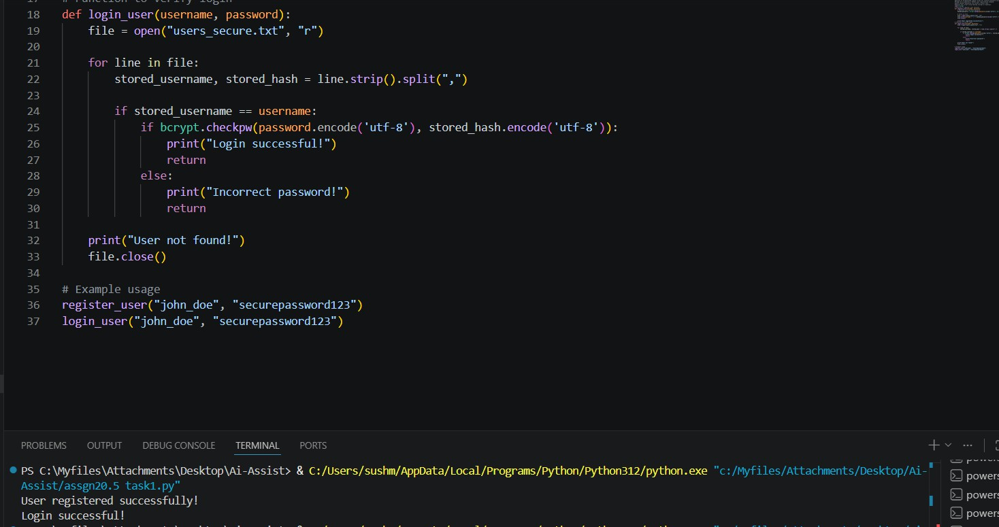 17 # Function to verify login
18 def login_user(username, password):
19     file = open("users_secure.txt", "r")
20
21     for line in file:
22         stored_username, stored_hash = line.strip().split(",")
23
24         if stored_username == username:
25             if bcrypt.checkpw(password.encode('utf-8'), stored_hash.encode('utf-8')):
26                 print("Login successful!")
27                 return
28             else:
29                 print("Incorrect password!")
30                 return
31
32     print("User not found!")
33     file.close()
34
35 # Example usage
36 register_user("john_doe", "securepassword123")
37 login_user("john_doe", "securepassword123")
PROBLEMS OUTPUT DEBUG CONSOLE TERMINAL PORTS
PS C:\Myfiles\Attachments\Desktop\Ai-Assist> & C:/Users/sushm/AppData/Local/Programs/Python/Python312/python.exe "c:/Myfiles/Attachments/Desktop/Ai-
Assist/assgn20.5 task1.py"
User registered successfully!
Login successful!
powers
powers
powers